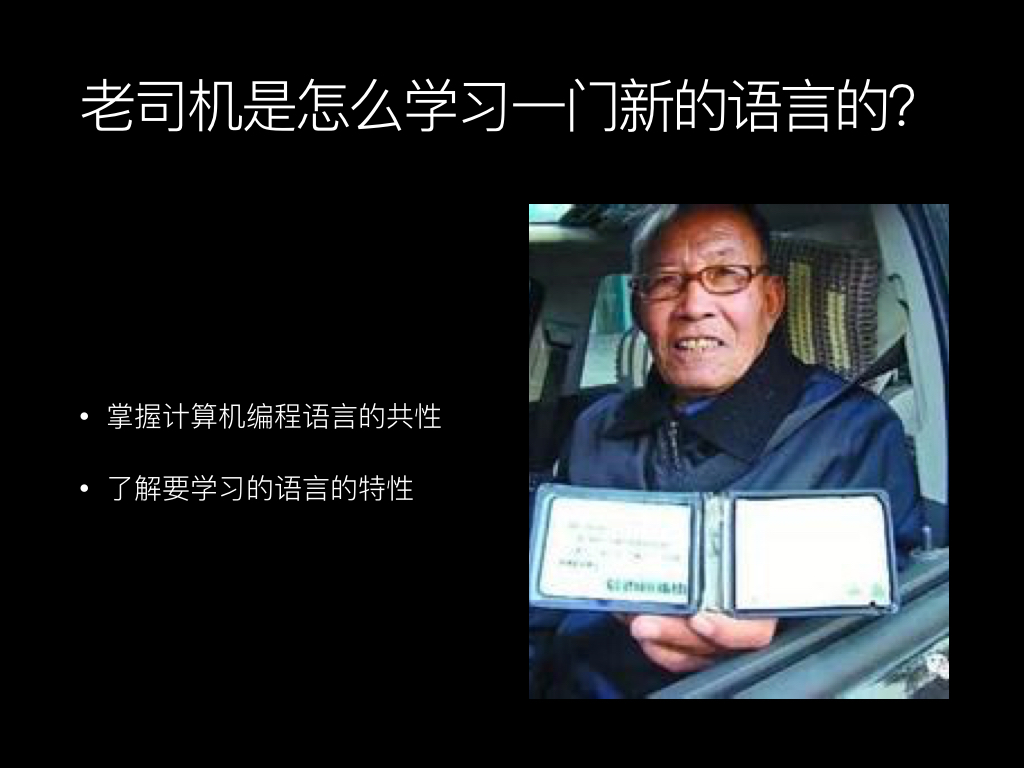 老司机是怎么学习一门新的语言的？
• 掌握计算机编程语言的共性
• 了解要学习的语言的特性